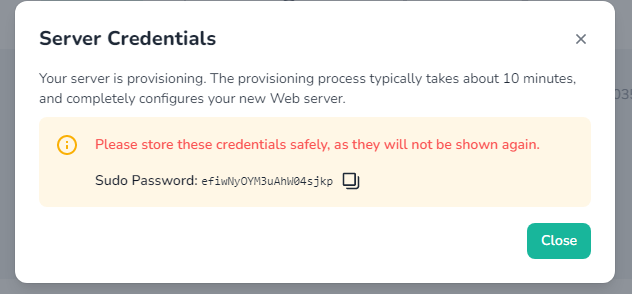 Server Credentials
Your server is provisioning. The provisioning process typically takes about 10 minutes,
and completely configures your new Web server.
Please store these credentials safely, as they will not be shown again.
Sudo Password: efiwNyOYM3uAhW04sjkp
Close